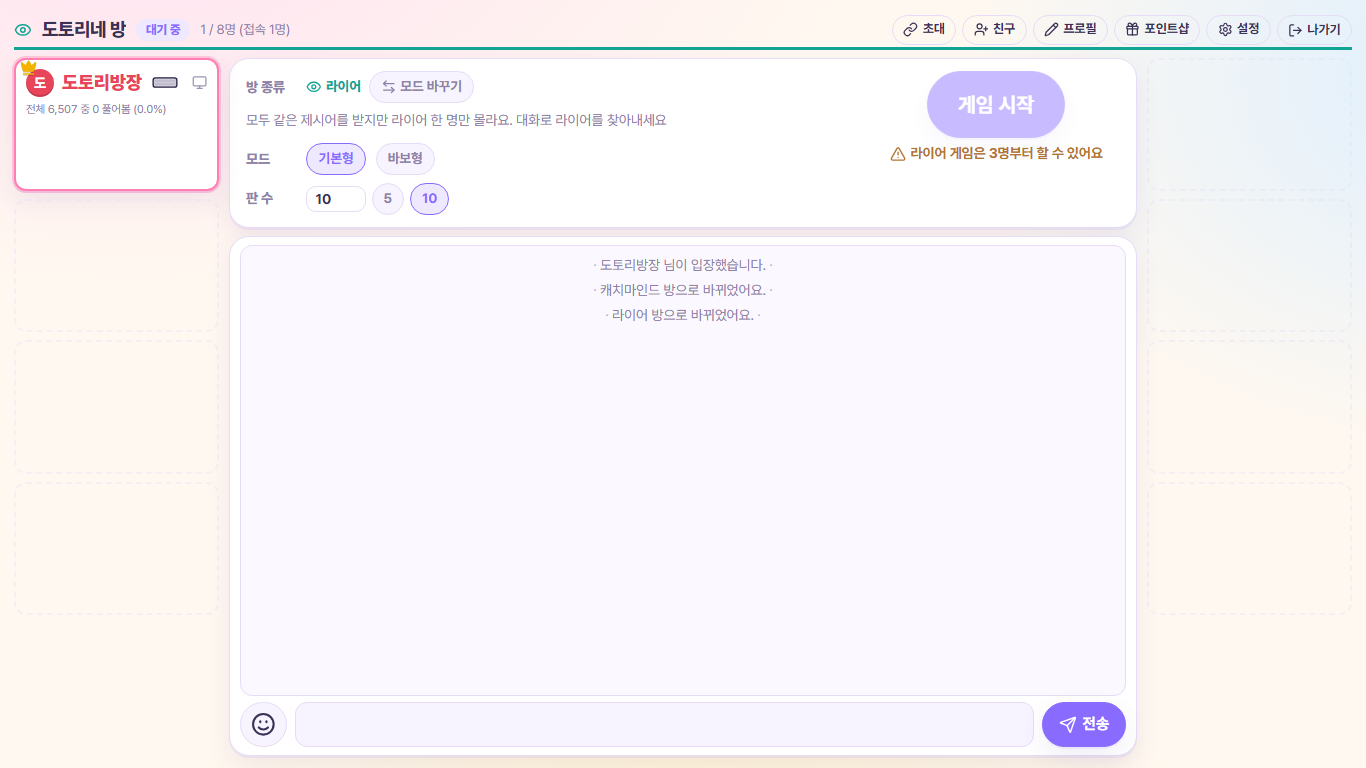 도토리네 방 대기 중 1 / 8명 (접속 1명) 초대 친구 프로필 포인트샵 설정 나가기
도 도토리방장
전체 6,507 중 0 풀어봄 (0.0%)
방 종류 라이어 모드 바꾸기
모두 같은 제시어를 받지만 라이어 한 명만 몰라요. 대화로 라이어를 찾아내세요
모드 기본형 바보형
판 수 10 5 10
게임 시작
라이어 게임은 3명부터 할 수 있어요
· 도토리방장 님이 입장했습니다. ·
· 캐치마인드 방으로 바뀌었어요. ·
· 라이어 방으로 바뀌었어요. ·
전송